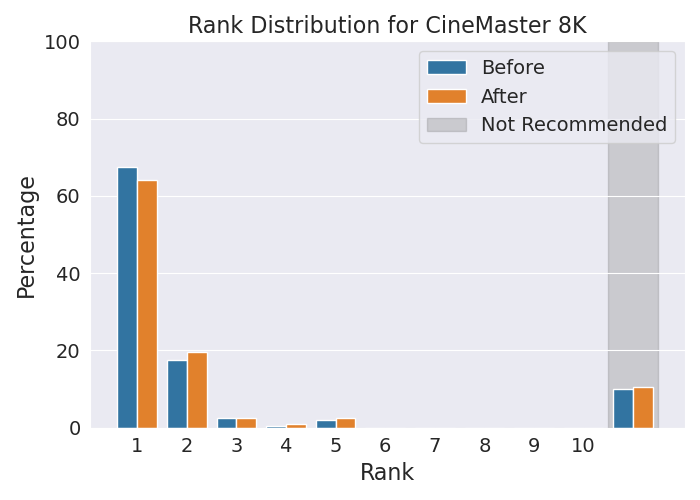 Rank Distribution for CineMaster 8K
100
80
60
40
20
0
Percentage
Before
After
Not Recommended
1 2 3 4 5 6 7 8 9 10
Rank